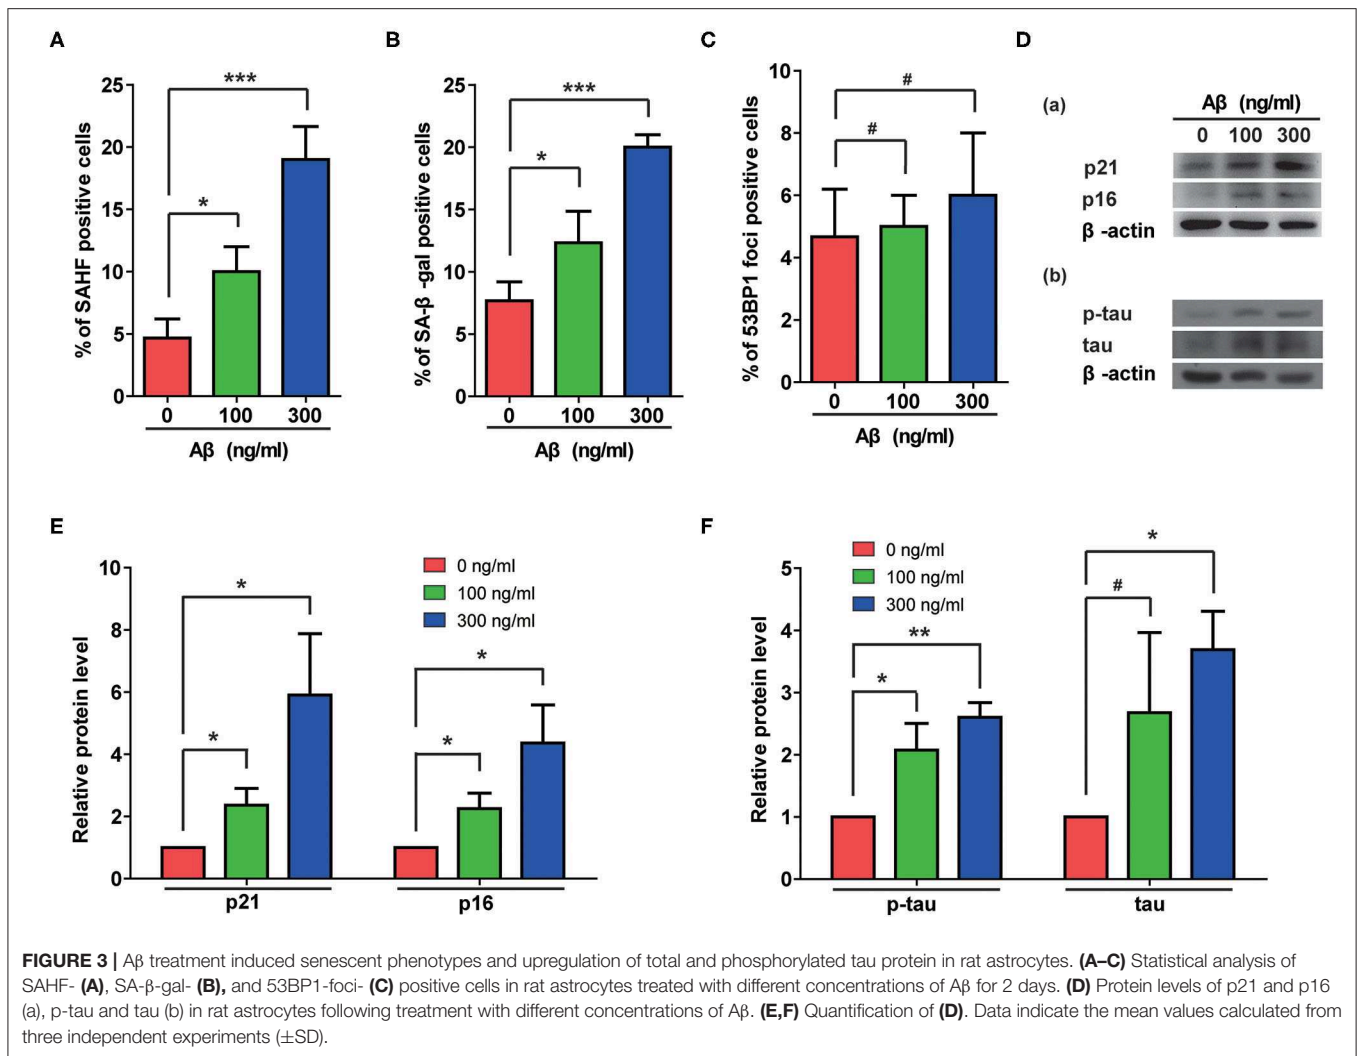 A
B
C
D
% of SAHF positive cells
25
20
15
10
5
0
***
*
0 100 300
Aβ (ng/ml)
% of SA-β -gal positive cells
25
20
15
10
5
0
***
*
0 100 300
Aβ (ng/ml)
% of 53BP1 foci positive cells
10
8
6
4
2
0
#
#
0 100 300
Aβ (ng/ml)
(a)
Aβ (ng/ml)
0 100 300
p21
p16
β -actin
(b)
p-tau
tau
β -actin
E
Relative protein level
10
8
6
4
2
0
0 ng/ml
100 ng/ml
300 ng/ml
*
*
*
*
p21 p16
F
Relative protein level
5
4
3
2
1
0
0 ng/ml
100 ng/ml
300 ng/ml
**
*
*
#
p-tau tau
FIGURE 3 | Aβ treatment induced senescent phenotypes and upregulation of total and phosphorylated tau protein in rat astrocytes. (A–C) Statistical analysis of
SAHF- (A), SA-β-gal- (B), and 53BP1-foci- (C) positive cells in rat astrocytes treated with different concentrations of Aβ for 2 days. (D) Protein levels of p21 and p16
(a), p-tau and tau (b) in rat astrocytes following treatment with different concentrations of Aβ. (E,F) Quantification of (D). Data indicate the mean values calculated from
three independent experiments (±SD).